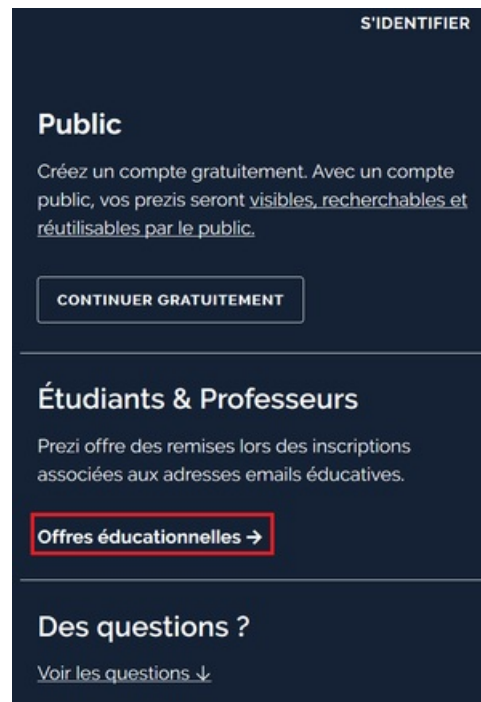 S'IDENTIFIER
Public
Créez un compte gratuitement. Avec un compte
public, vos prezis seront visibles, recherchables et
réutilisables par le public.
CONTINUER GRATUITEMENT
Étudiants & Professeurs
Prezi offre des remises lors des inscriptions
associées aux adresses emails éducatives.
Offres éducationnelles →
Des questions ?
Voir les questions ↓